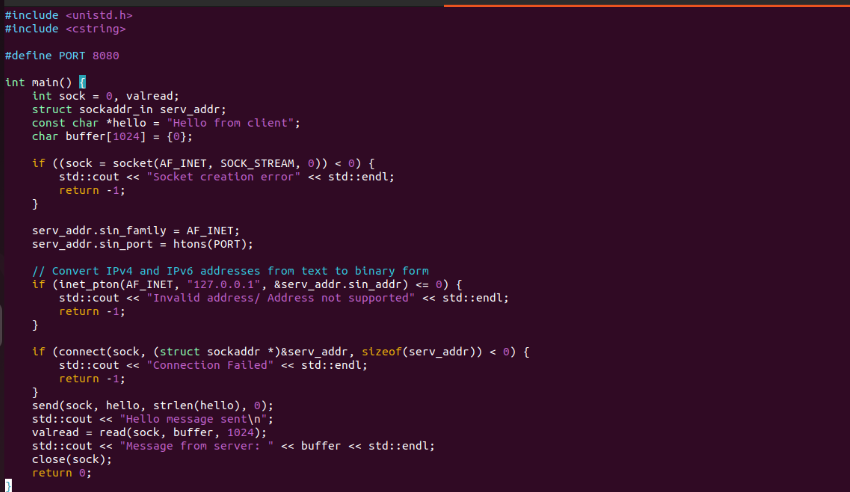 #include <unistd.h>
#include <cstring>

#define PORT 8080

int main() {
    int sock = 0, valread;
    struct sockaddr_in serv_addr;
    const char *hello = "Hello from client";
    char buffer[1024] = {0};

    if ((sock = socket(AF_INET, SOCK_STREAM, 0)) < 0) {
        std::cout << "Socket creation error" << std::endl;
        return -1;
    }

    serv_addr.sin_family = AF_INET;
    serv_addr.sin_port = htons(PORT);

    // Convert IPv4 and IPv6 addresses from text to binary form
    if (inet_pton(AF_INET, "127.0.0.1", &serv_addr.sin_addr) <= 0) {
        std::cout << "Invalid address/ Address not supported" << std::endl;
        return -1;
    }

    if (connect(sock, (struct sockaddr *)&serv_addr, sizeof(serv_addr)) < 0) {
        std::cout << "Connection Failed" << std::endl;
        return -1;
    }
    send(sock, hello, strlen(hello), 0);
    std::cout << "Hello message sent\n";
    valread = read(sock, buffer, 1024);
    std::cout << "Message from server: " << buffer << std::endl;
    close(sock);
    return 0;
}